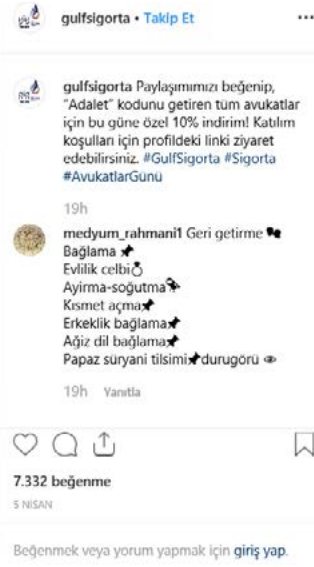 gulfsigorta • Takip Et
gulfsigorta Paylaşımımızı beğenip,
"Adalet" kodunu getiren tüm avukatlar
için bu güne özel 10% indirim! Katılım
koşulları için profildeki linki ziyaret
edebilirsiniz. #GulfSigorta #Sigorta
#AvukatlarGünü
19h
medyum_rahmani1 Geri getirme
Bağlama
Evlilik celbi
Ayirma-soğutma
Kısmet açma
Erkeklik bağlama
Ağiz dil bağlama
Papaz süryani tilsimi durugörü
19h Yanıtla
7.332 beğenme
5 NİSAN
Beğenmek veya yorum yapmak için giriş yap.